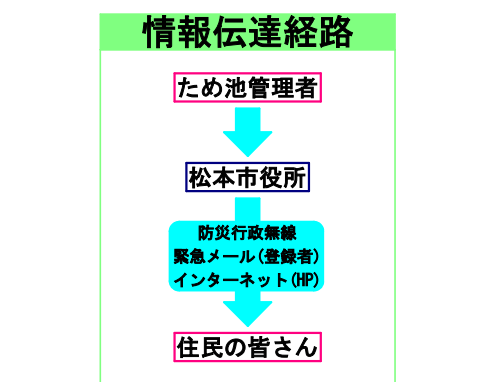 情報伝達経路
ため池管理者
松本市役所
防災行政無線
緊急メール(登録者)
インターネット(HP)
住民の皆さん